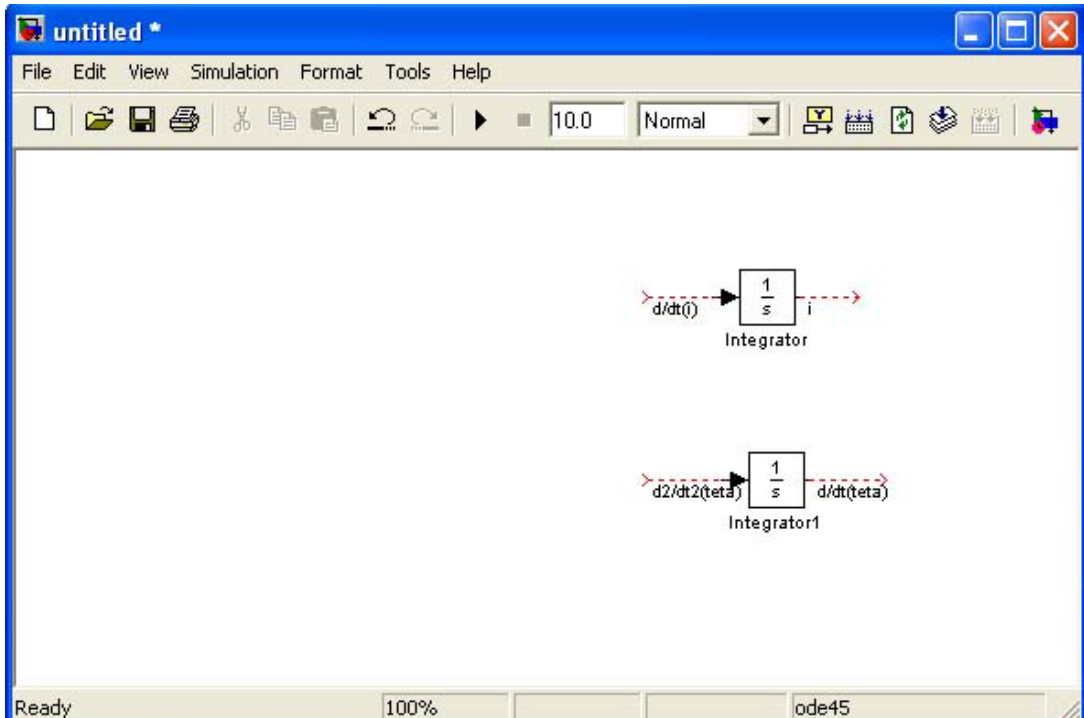 untitled *
File Edit View Simulation Format Tools Help
10.0 Normal
d/dt(i) 1 s i
Integrator
d2/dt2(teta) 1 s d/dt(teta)
Integrator1
Ready 100% ode45